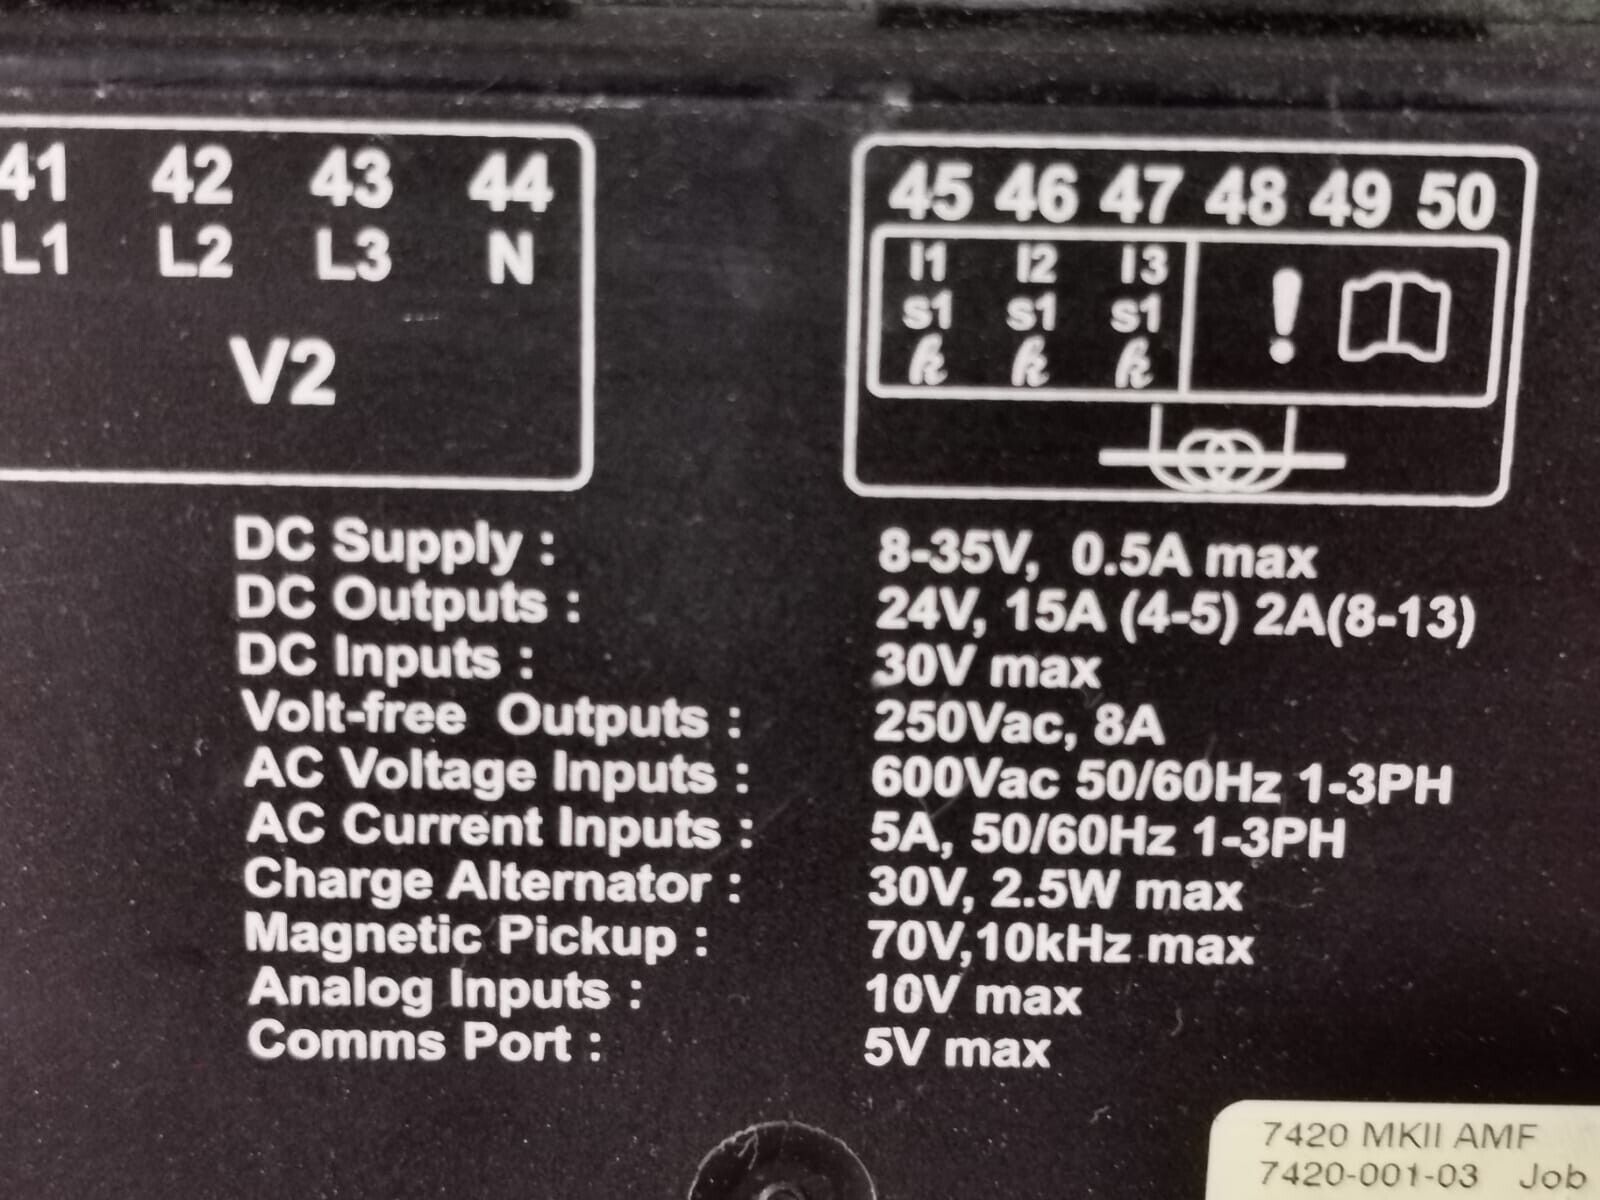 41 42 43 44
L1 L2 L3 N
V2
45 46 47 48 49 50
I1 I2 I3
s1 s1 s1
k k k
!
DC Supply : 8-35V, 0.5A max
DC Outputs : 24V, 15A (4-5) 2A(8-13)
DC Inputs : 30V max
Volt-free Outputs : 250Vac, 8A
AC Voltage Inputs : 600Vac 50/60Hz 1-3PH
AC Current Inputs : 5A, 50/60Hz 1-3PH
Charge Alternator : 30V, 2.5W max
Magnetic Pickup : 70V,10kHz max
Analog Inputs : 10V max
Comms Port : 5V max
7420 MKII AMF
7420-001-03 Job